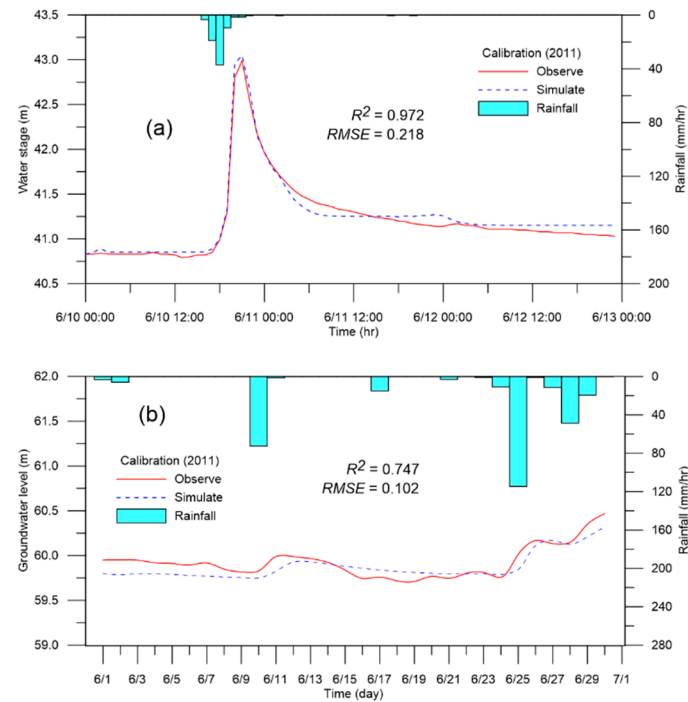 43.5
43.0
42.5
42.0
41.5
41.0
40.5
Water stage (m)
0
40
80
120
160
200
Rainfall (mm/hr)
Calibration (2011)
Observe
Simulate
Rainfall
(a)
R² = 0.972
RMSE = 0.218
6/10 00:00 6/10 12:00 6/11 00:00 6/11 12:00 6/12 00:00 6/12 12:00 6/13 00:00
Time (hr)
62.0
61.5
61.0
60.5
60.0
59.5
59.0
Groundwater level (m)
0
40
80
120
160
200
240
280
Rainfall (mm/hr)
(b)
Calibration (2011)
Observe
Simulate
Rainfall
R² = 0.747
RMSE = 0.102
6/1 6/3 6/5 6/7 6/9 6/11 6/13 6/15 6/17 6/19 6/21 6/23 6/25 6/27 6/29 7/1
Time (day)